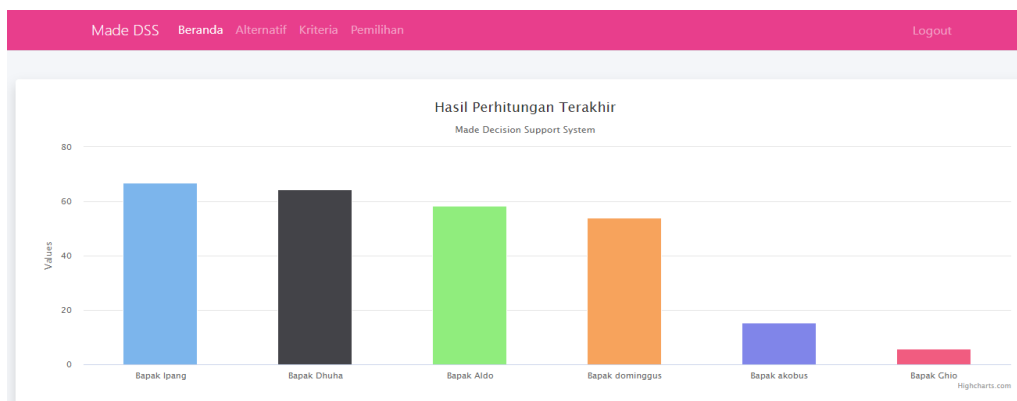 Made DSS Beranda Alternatif Kriteria Pemilihan Logout
Hasil Perhitungan Terakhir
Made Decision Support System
Values
80
60
40
20
0
Bapak Ipang Bapak Dhuha Bapak Aldo Bapak dominggus Bapak akobus Bapak Ghio
Highcharts.com